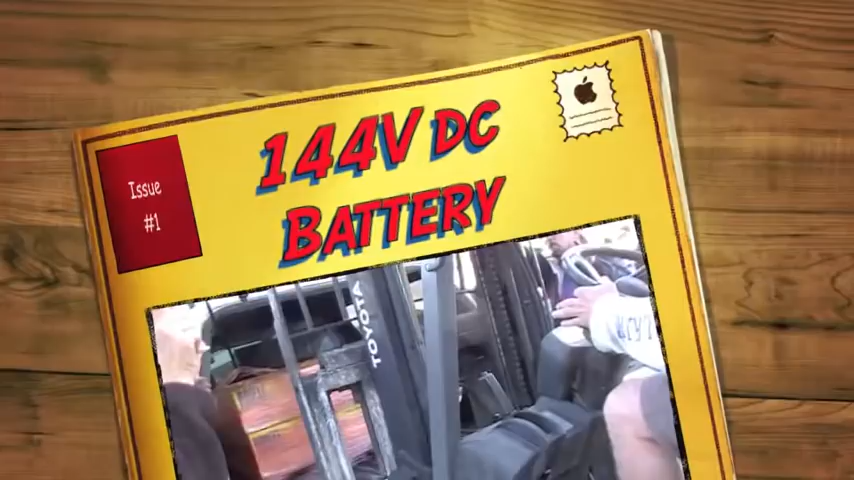 144V DC
BATTERY
Issue
#1
TOYOTA